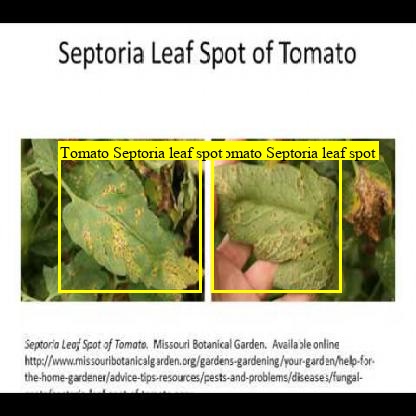 Septoria Leaf Spot of Tomato
Tomato Septoria leaf spot omato Septoria leaf spot
Septoria Leaf Spot of Tomato. Missouri Botanical Garden. Available online
http://www.missouribotanicalgarden.org/gardens-gardening/your-garden/help-for-
the-home-gardener/advice-tips-resources/pests-and-problems/diseases/fungal-